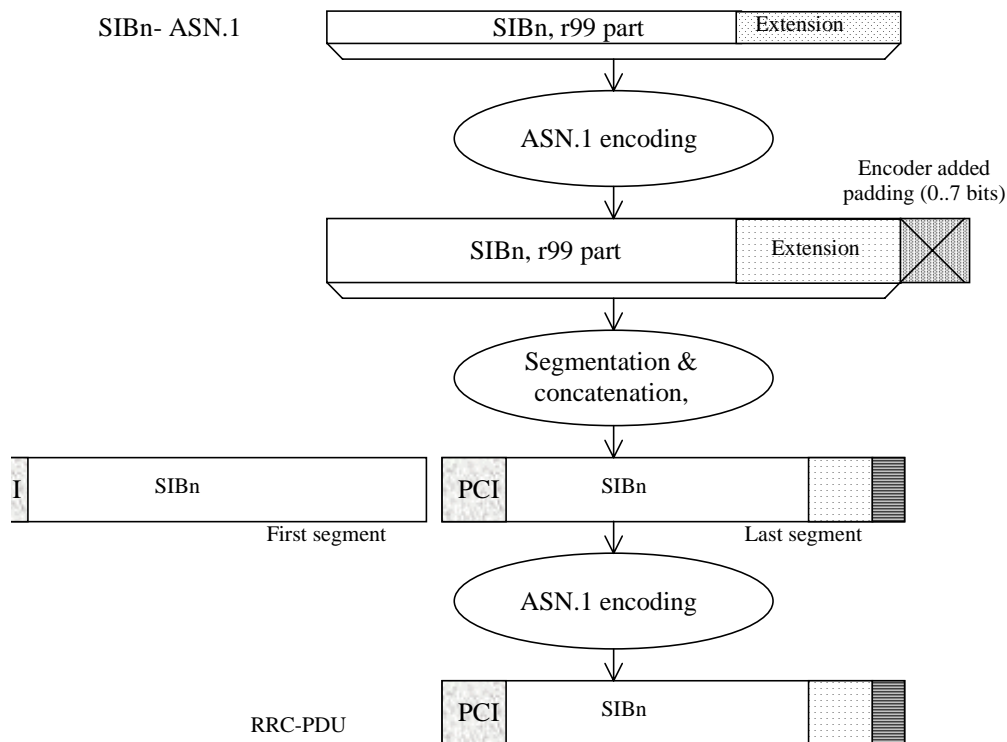 SIBn- ASN.1
SIBn, r99 part
Extension
ASN.1 encoding
Encoder added
padding (0..7 bits)
SIBn, r99 part
Extension
Segmentation &
concatenation,
I
SIBn
PCI
SIBn
First segment
Last segment
ASN.1 encoding
RRC-PDU
PCI
SIBn